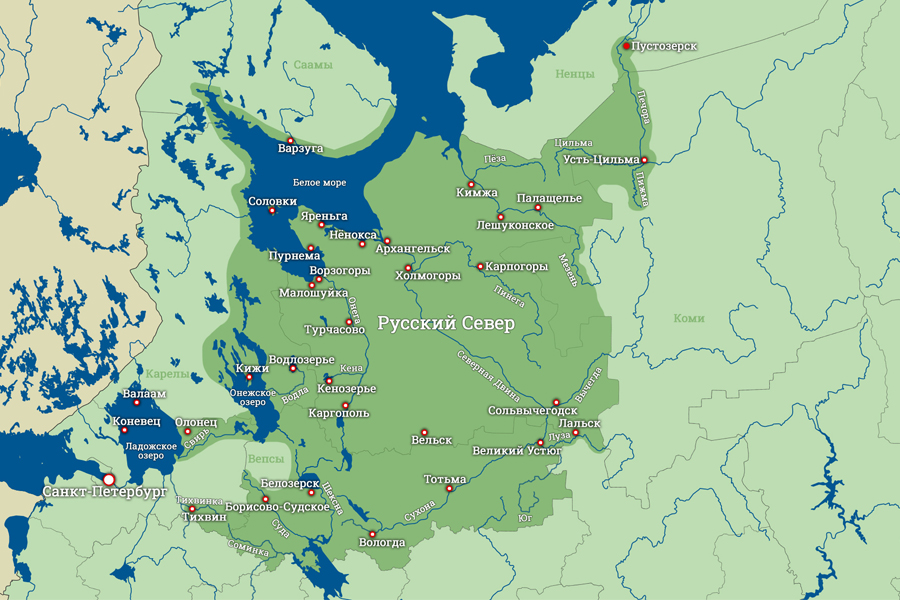 Пустозерск
Саамы
Ненцы
Печора
Варзуга
Цильма
Пёза
Усть-Цильма
Белое море
Пижма
Кимжа
Палащелье
Соловки
Яреньга
Лешуконское
Нёнокса
Архангельск
Пурнема
Ворзогоры
Холмогоры
Карпогоры
Мезень
Малошуйка
Пинега
Онега
Турчасово
Русский Север
Коми
Водлозерье
Карелы
Кижи
Кена
Северная Двина
Вычегда
Валаам
Онежское
озеро
Водла
Кенозерье
Каргополь
Сольвычегодск
Коневец
Олонец
Лальск
Свирь
Вельск
Луза
Ладожское
озеро
Великий Устюг
Вепсы
Санкт-Петербург
Белозерск
Тотьма
Шексна
Тихвинка
Борисово-Судское
Сухона
Тихвин
Суда
Юг
Соминка
Вологда